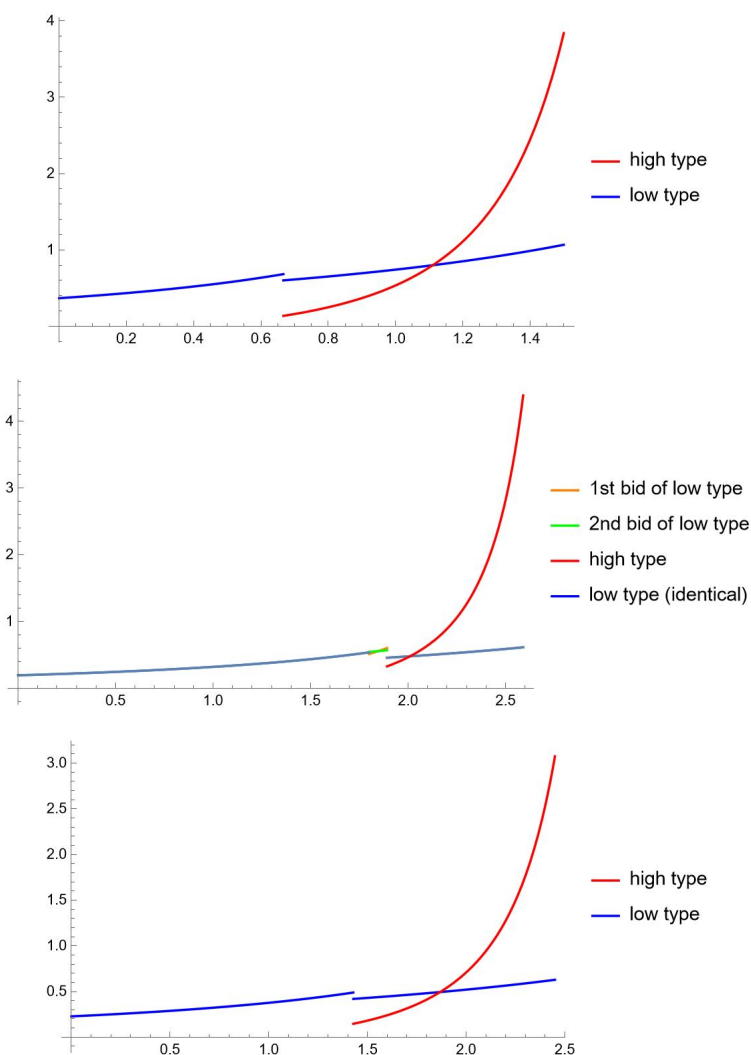 4
3
2
1
0.2 0.4 0.6 0.8 1.0 1.2 1.4
high type
low type
4
3
2
1
0.5 1.0 1.5 2.0 2.5
1st bid of low type
2nd bid of low type
high type
low type (identical)
3.0
2.5
2.0
1.5
1.0
0.5
0.5 1.0 1.5 2.0 2.5
high type
low type